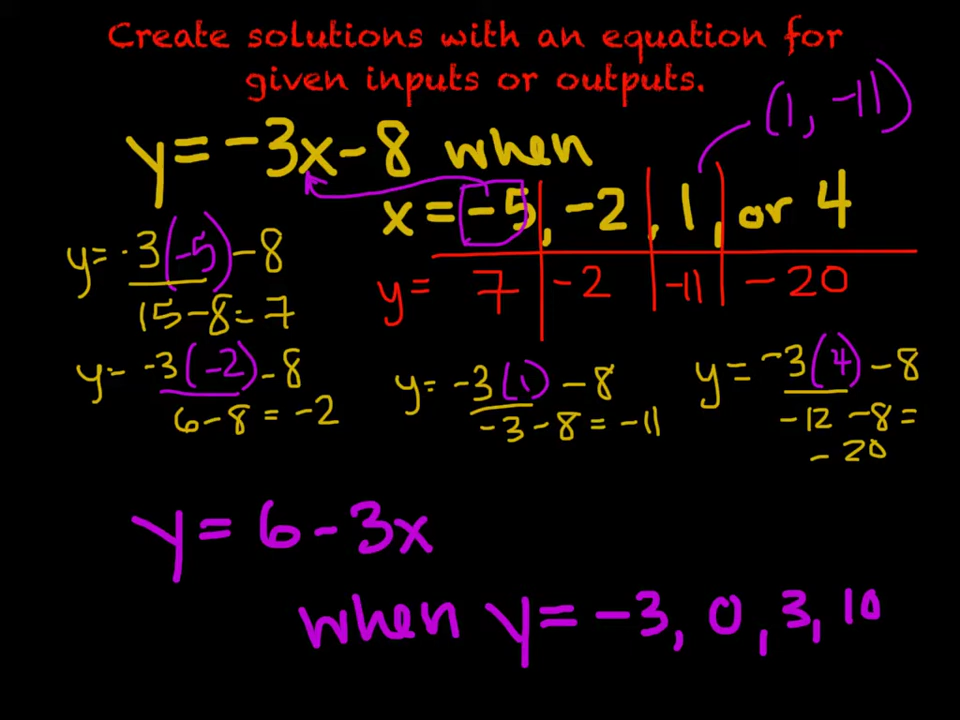 Create solutions with an equation for
given inputs or outputs.
(1, -11)
y = -3x - 8 when
x = -5, -2, 1, or 4
y = 7 -2 -11 -20
y = -3(-5) - 8
15 - 8 = 7
y = -3(-2) - 8
6 - 8 = -2
y = -3(1) - 8
-3 - 8 = -11
y = -3(4) - 8
-12 - 8 =
- 20
y = 6 - 3x
when y = -3, 0, 3, 10